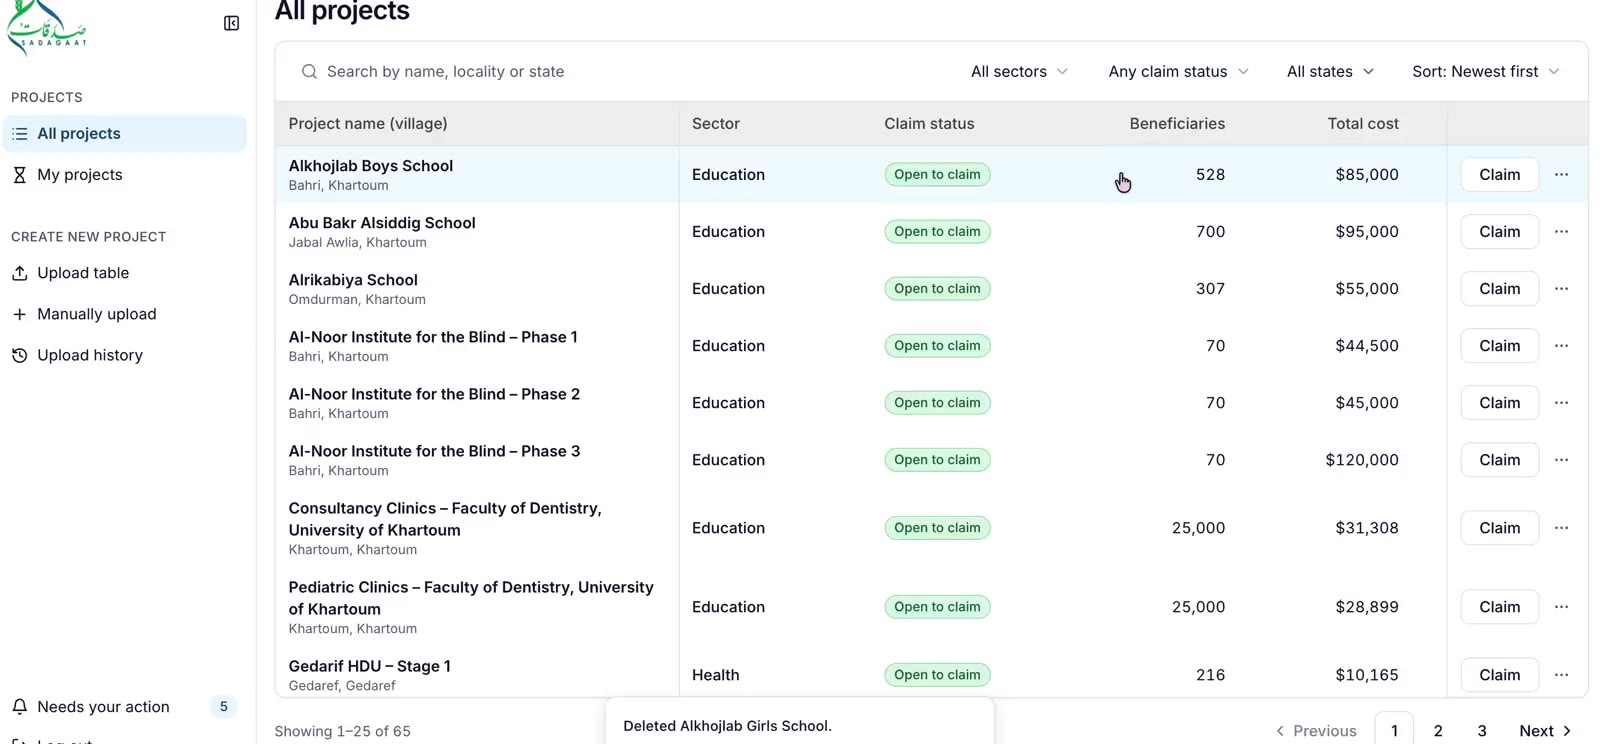 صدقات
SADAGAAT
All projects
PROJECTS
All projects
My projects
CREATE NEW PROJECT
Upload table
Manually upload
Upload history
Needs your action 5
Search by name, locality or state
All sectors
Any claim status
All states
Sort: Newest first
Project name (village) Sector Claim status Beneficiaries Total cost
Alkhojlab Boys School
Bahri, Khartoum
Education Open to claim 528 $85,000 Claim ...
Abu Bakr Alsiddig School
Jabal Awlia, Khartoum
Education Open to claim 700 $95,000 Claim ...
Alrikabiya School
Omdurman, Khartoum
Education Open to claim 307 $55,000 Claim ...
Al-Noor Institute for the Blind – Phase 1
Bahri, Khartoum
Education Open to claim 70 $44,500 Claim ...
Al-Noor Institute for the Blind – Phase 2
Bahri, Khartoum
Education Open to claim 70 $45,000 Claim ...
Al-Noor Institute for the Blind – Phase 3
Bahri, Khartoum
Education Open to claim 70 $120,000 Claim ...
Consultancy Clinics – Faculty of Dentistry,
University of Khartoum
Khartoum, Khartoum
Education Open to claim 25,000 $31,308 Claim ...
Pediatric Clinics – Faculty of Dentistry, University
of Khartoum
Khartoum, Khartoum
Education Open to claim 25,000 $28,899 Claim ...
Gedarif HDU – Stage 1
Gedaref, Gedaref
Health Open to claim 216 $10,165 Claim ...
Showing 1–25 of 65
Deleted Alkhojlab Girls School.
Previous 1 2 3 Next